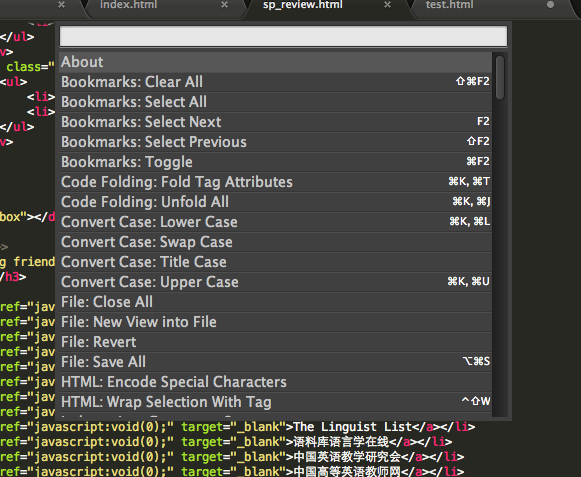 index.html × sp_review.html × test.html
<li>
</ul>
v>
class="
<ul>
<li>
<li>
</ul>
v>
box"></d
>
g friend
/h3>
About
Bookmarks: Clear All ⇧⌘F2
Bookmarks: Select All
Bookmarks: Select Next F2
Bookmarks: Select Previous ⇧F2
Bookmarks: Toggle ⌘F2
Code Folding: Fold Tag Attributes ⌘K, ⌘T
Code Folding: Unfold All ⌘K, ⌘J
Convert Case: Lower Case ⌘K, ⌘L
Convert Case: Swap Case
Convert Case: Title Case
Convert Case: Upper Case ⌘K, ⌘U
File: Close All
File: New View into File
File: Revert
File: Save All ⌥⌘S
HTML: Encode Special Characters
HTML: Wrap Selection With Tag ^⇧W
ref="jav
ref="jav
ref="jav
ref="jav
ref="jav
ref="jav
ref="javascript:void(0);" target="_blank">The Linguist List</a></li>
ref="javascript:void(0);" target="_blank">语料库语言学在线</a></li>
ref="javascript:void(0);" target="_blank">中国英语教学研究会</a></li>
ref="javascript:void(0);" target="_blank">中国高等英语教师网</a></li>